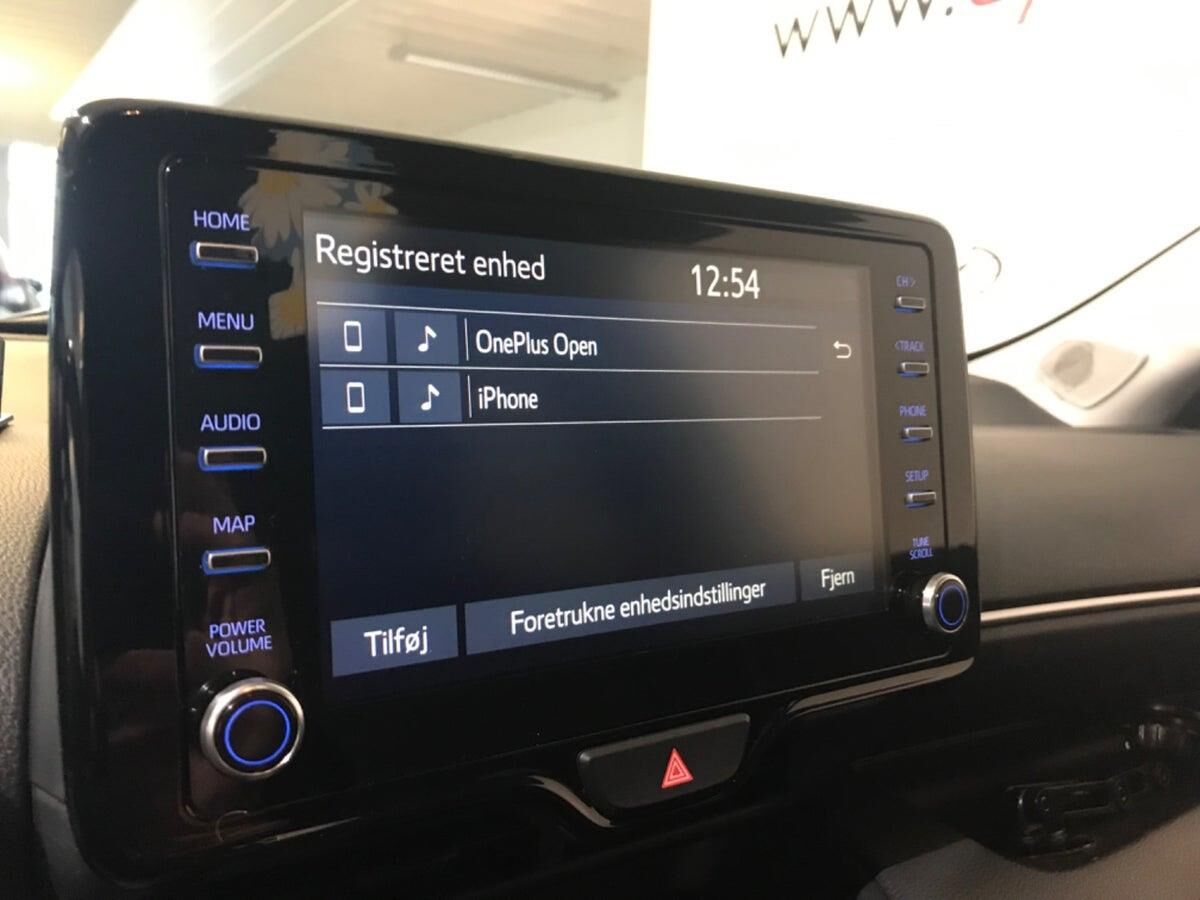 www.
HOME
MENU
AUDIO
MAP
POWER
VOLUME
Registreret enhed
12:54
OnePlus Open
iPhone
Tilføj
Foretrukne enhedsindstillinger
Fjern
CH >
< TRACK
PHONE
SETUP
TUNE
SCROLL